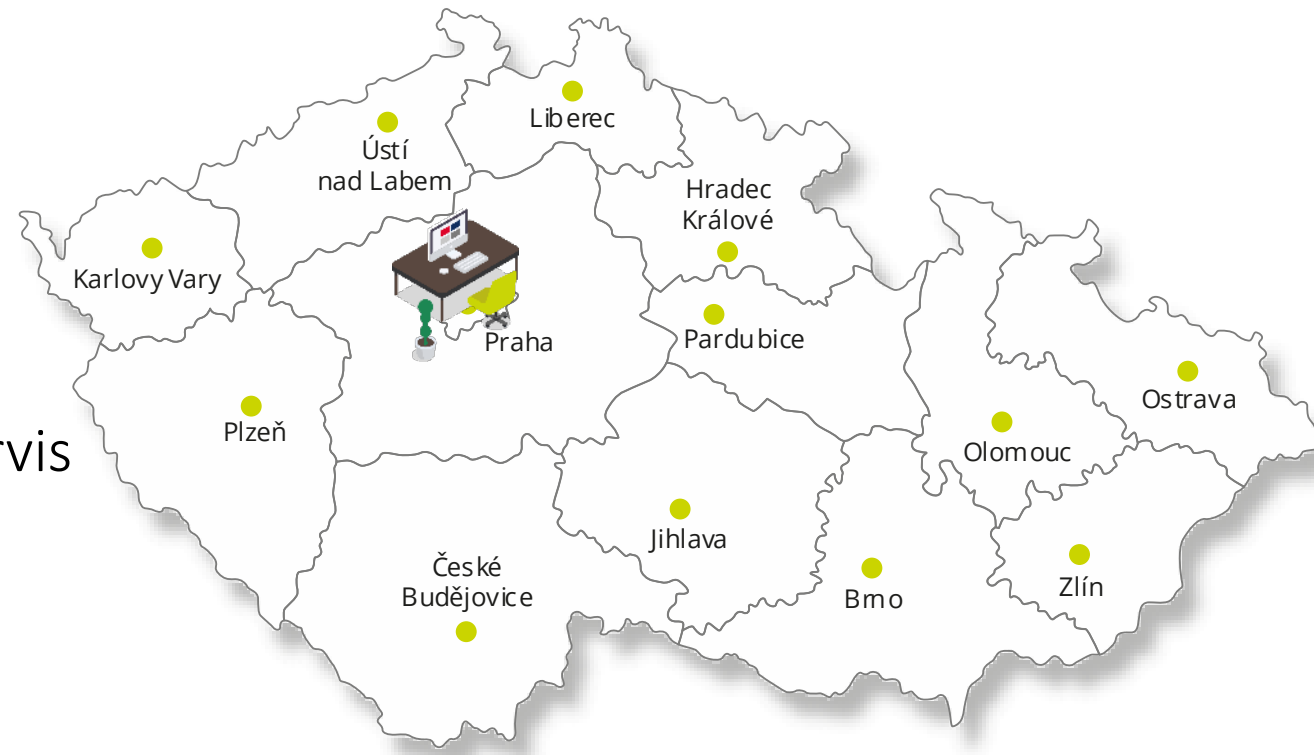 Liberec
Ústí
nad Labem
Hradec
Králové
Karlovy Vary
Praha
Pardubice
Ostrava
Plzeň
Olomouc
rvis
Jihlava
České
Budějovice
Brno
Zlín